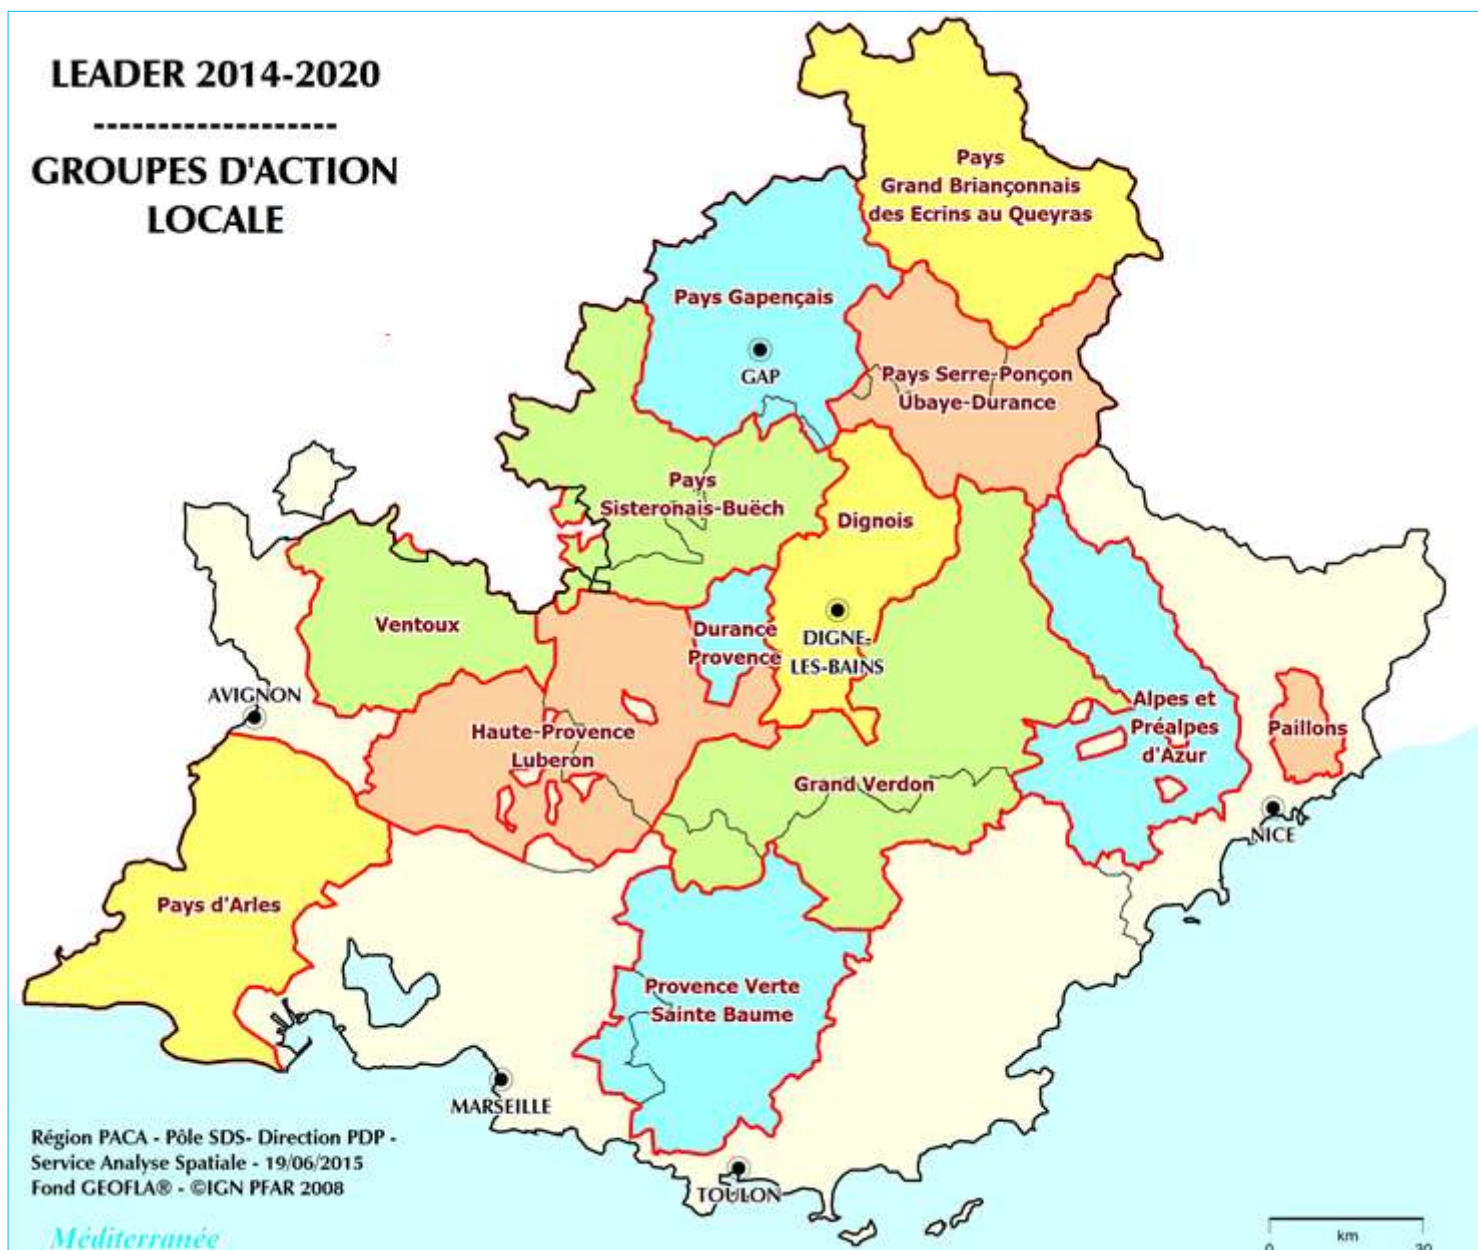 LEADER 2014-2020
-------------------
GROUPES D'ACTION
LOCALE
Pays
Grand Briançonnais
des Ecrins au Queyras
Pays Gapençais
GAP
Pays Serre-Ponçon
Ubaye-Durance
Pays
Sisteronais-Buëch
Dignois
Ventoux
Durance
Provence
DIGNE-
LES-BAINS
AVIGNON
Haute-Provence
Luberon
Alpes et
Préalpes
d'Azur
Paillons
Grand Verdon
NICE
Pays d'Arles
Provence Verte
Sainte Baume
MARSEILLE
TOULON
Région PACA - Pôle SDS- Direction PDP -
Service Analyse Spatiale - 19/06/2015
Fond GEOFLA® - ©IGN PFAR 2008
Méditerranée
km
0 30